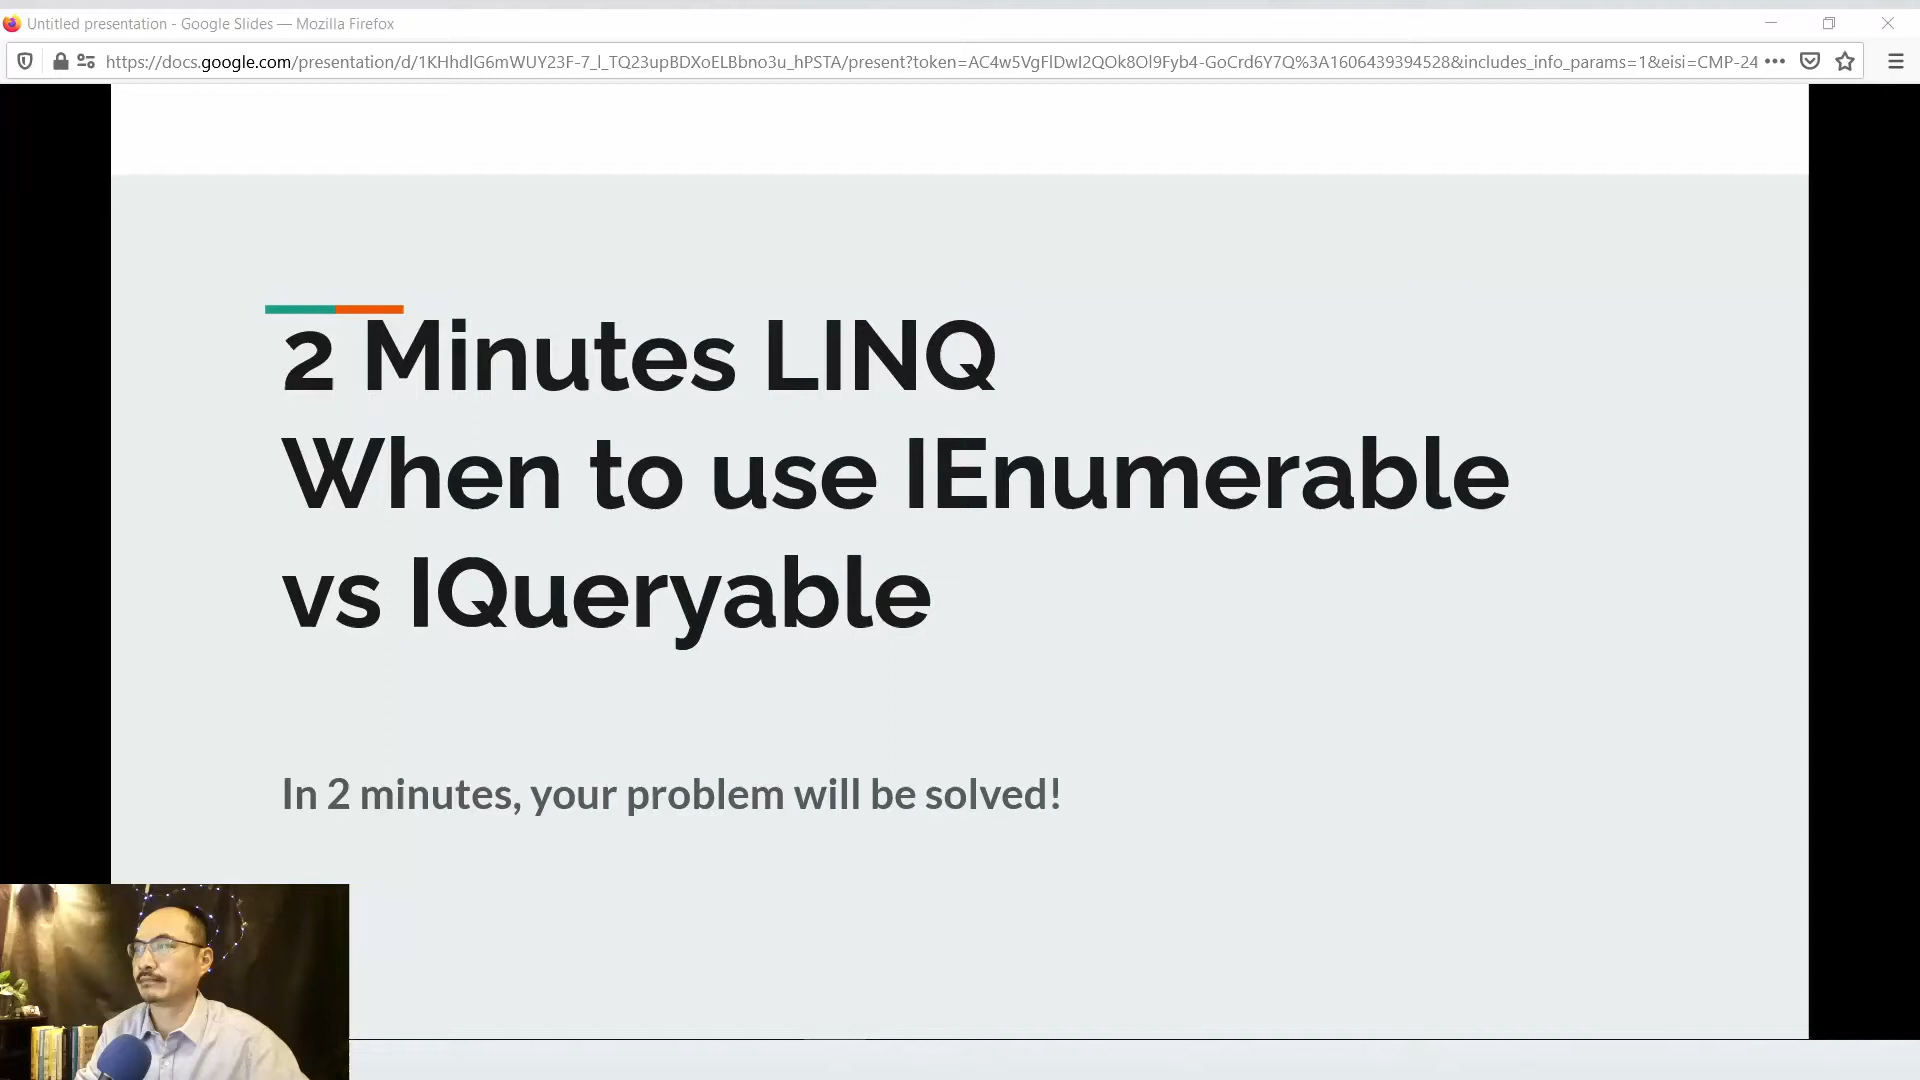 Untitled presentation - Google Slides — Mozilla Firefox
https://docs.google.com/presentation/d/1KHhdlG6mWUY23F-7_l_TQ23upBDXoELBbno3u_hPSTA/present?token=AC4w5VgFlDwI2QOk8Ol9Fyb4-GoCrd6Y7Q%3A1606439394528&includes_info_params=1&eisi=CMP-24
2 Minutes LINQ
When to use IEnumerable
vs IQueryable
In 2 minutes, your problem will be solved!